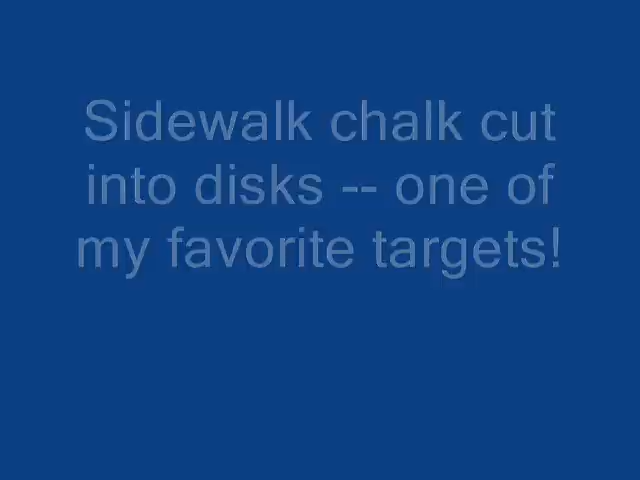 Sidewalk chalk cut
into disks -- one of
my favorite targets!